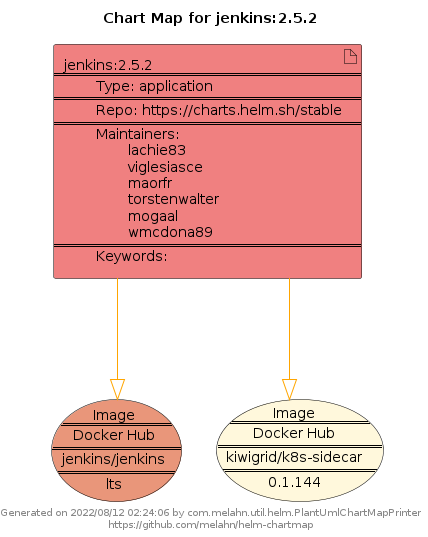 Chart Map for jenkins:2.5.2
jenkins:2.5.2
Type: application
Repo: https://charts.helm.sh/stable
Maintainers:
lachie83
viglesiasce
maorfr
torstenwalter
mogaal
wmcdona89
Keywords:
Image
Docker Hub
jenkins/jenkins
lts
Image
Docker Hub
kiwigrid/k8s-sidecar
0.1.144
Generated on 2022/08/12 02:24:06 by com.melahn.util.helm.PlantUmlChartMapPrinter
https://github.com/melahn/helm-chartmap